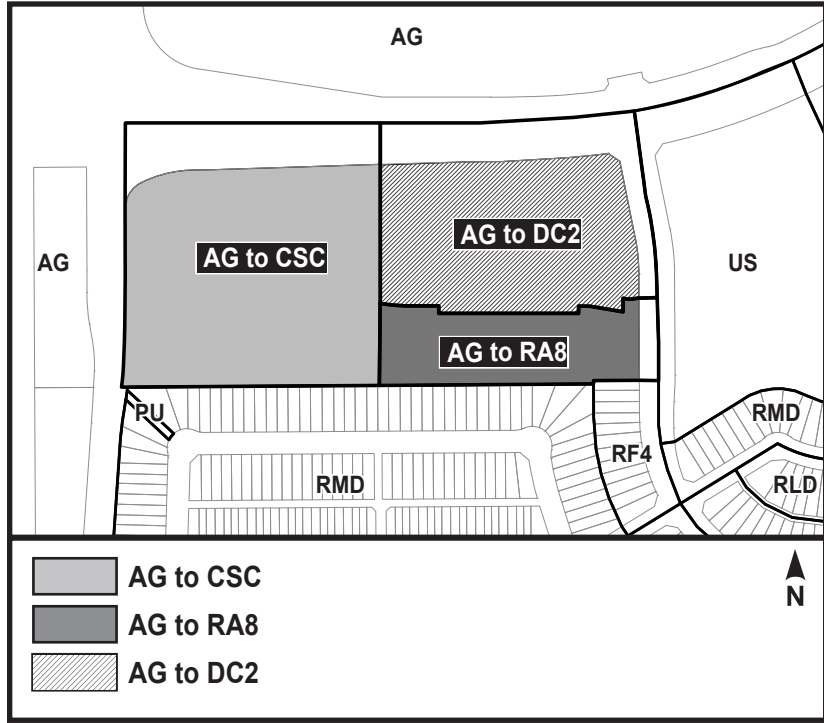 AG
AG to DC2
AG to CSC
AG
US
AG to RA8
PU
RMD
RF4
RMD
RLD
AG to CSC
AG to RA8
AG to DC2
N